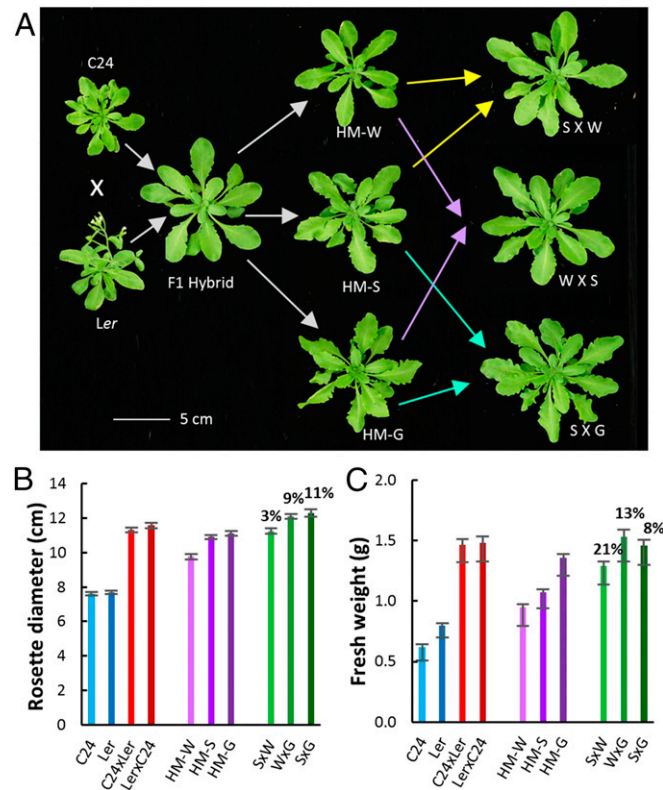 A
C24
X
Ler
F1 Hybrid
HM-W
HM-S
HM-G
S X W
W X S
S X G
5 cm
B
Rosette diameter (cm)
14
12
10
8
6
4
2
0
3%
9%
11%
C24
Ler
C24xLer
LerxC24
HM-W
HM-S
HM-G
SxW
WxG
SxG
C
Fresh weight (g)
2.0
1.5
1.0
0.5
0.0
21%
13%
8%
C24
Ler
C24xLer
LerxC24
HM-W
HM-S
HM-G
SxW
WxG
SxG